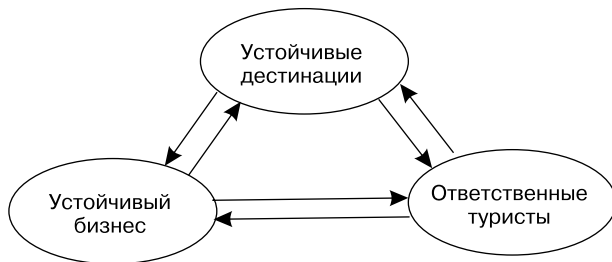 Устойчивые
дестинации
Устойчивый
бизнес
Ответственные
туристы